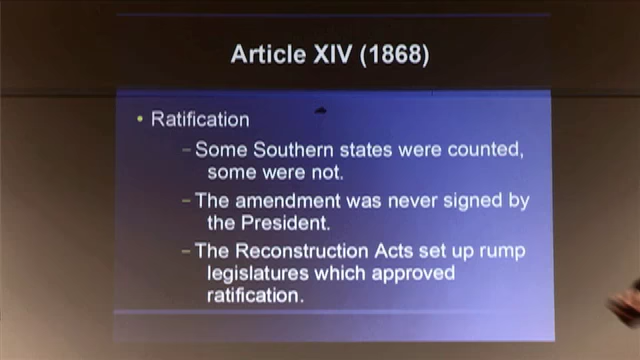 Article XIV (1868)
• Ratification
– Some Southern states were counted,
some were not.
– The amendment was never signed by
the President.
– The Reconstruction Acts set up rump
legislatures which approved
ratification.